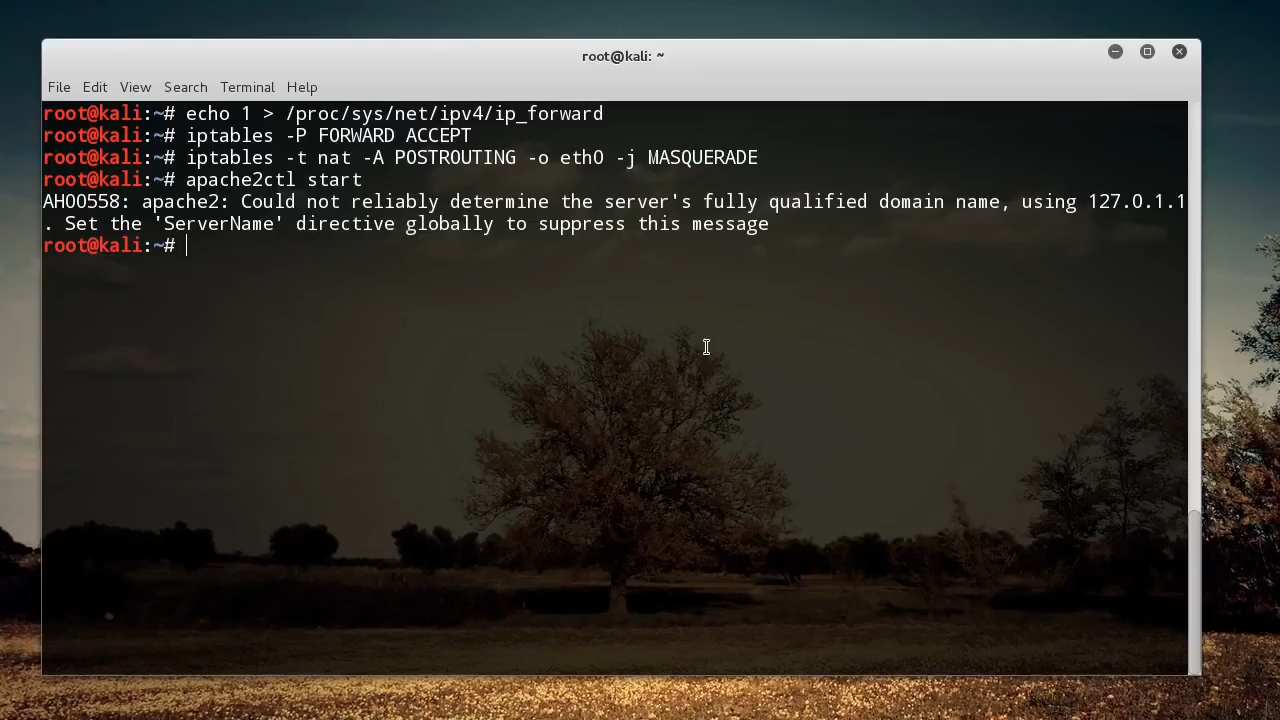 root@kali: ~
File Edit View Search Terminal Help
root@kali:~# echo 1 > /proc/sys/net/ipv4/ip_forward
root@kali:~# iptables -P FORWARD ACCEPT
root@kali:~# iptables -t nat -A POSTROUTING -o eth0 -j MASQUERADE
root@kali:~# apache2ctl start
AH00558: apache2: Could not reliably determine the server's fully qualified domain name, using 127.0.1.1
. Set the 'ServerName' directive globally to suppress this message
root@kali:~#